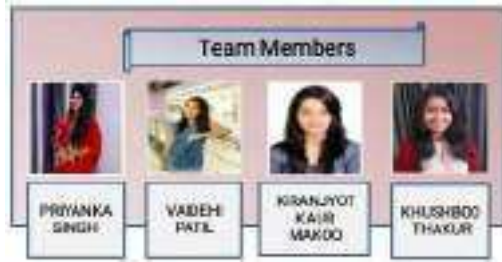 Team Members
PRIYANKA
SINGH
VAIDEHI
PATIL
KIRANJYOT
KAUR
MAKOO
KHUSHBOO
THAKUR